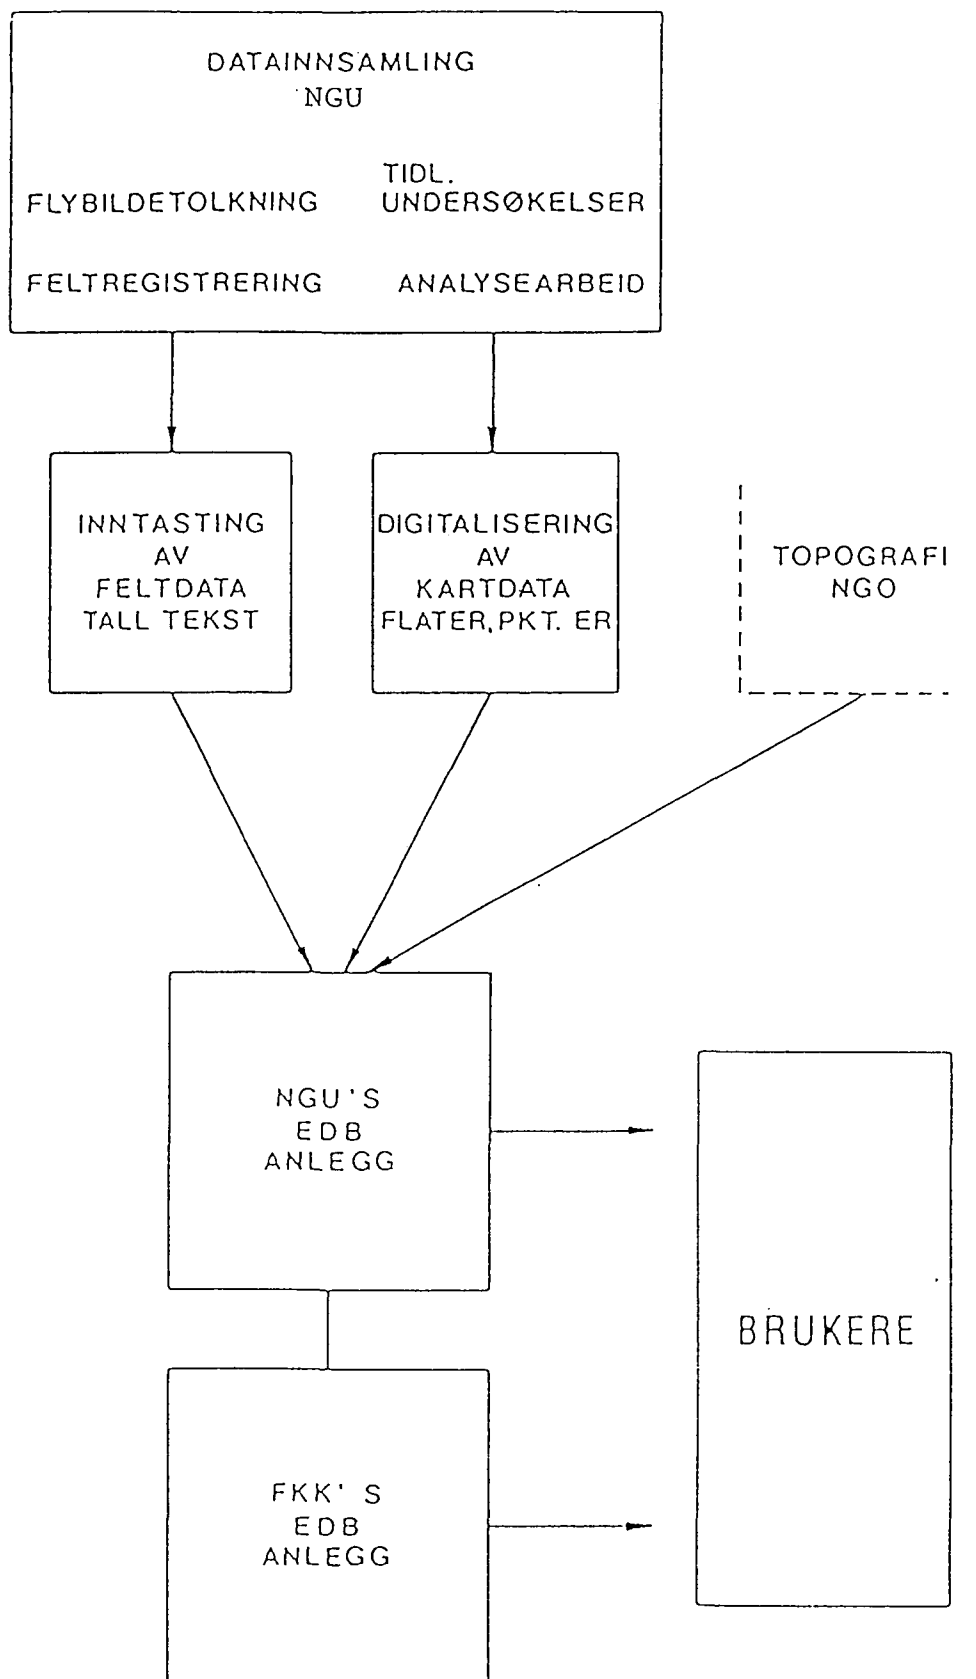 DATAINNSAMLING
NGU
TIDL.
FLYBILDETOLKNING UNDERSØKELSER
FELTREGISTRERING ANALYSEARBEID
INNTASTING
AV
FELTDATA
TALL TEKST
DIGITALISERING
AV
KARTDATA
FLATER, PKT. ER
TOPOGRAFI
NGO
NGU'S
EDB
ANLEGG
BRUKERE
FKK'S
EDB
ANLEGG